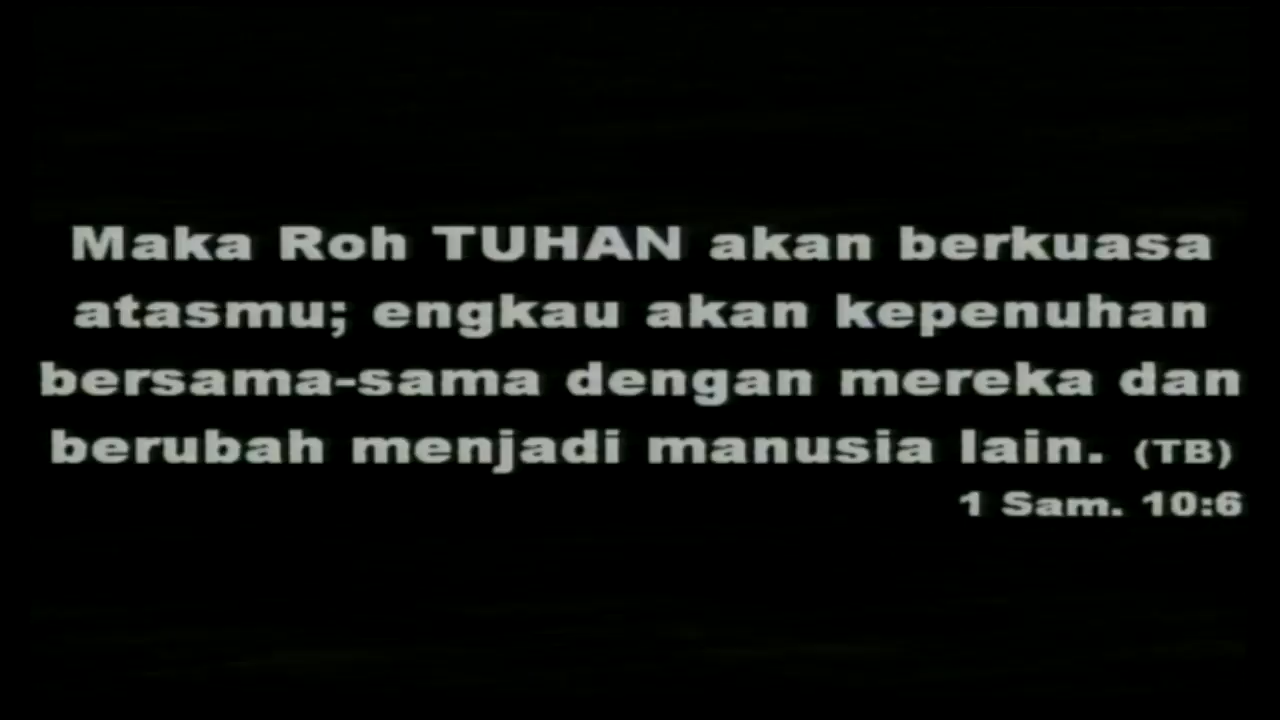 Maka Roh TUHAN akan berkuasa
atasmu; engkau akan kepenuhan
bersama-sama dengan mereka dan
berubah menjadi manusia lain. (TB)
1 Sam. 10:6